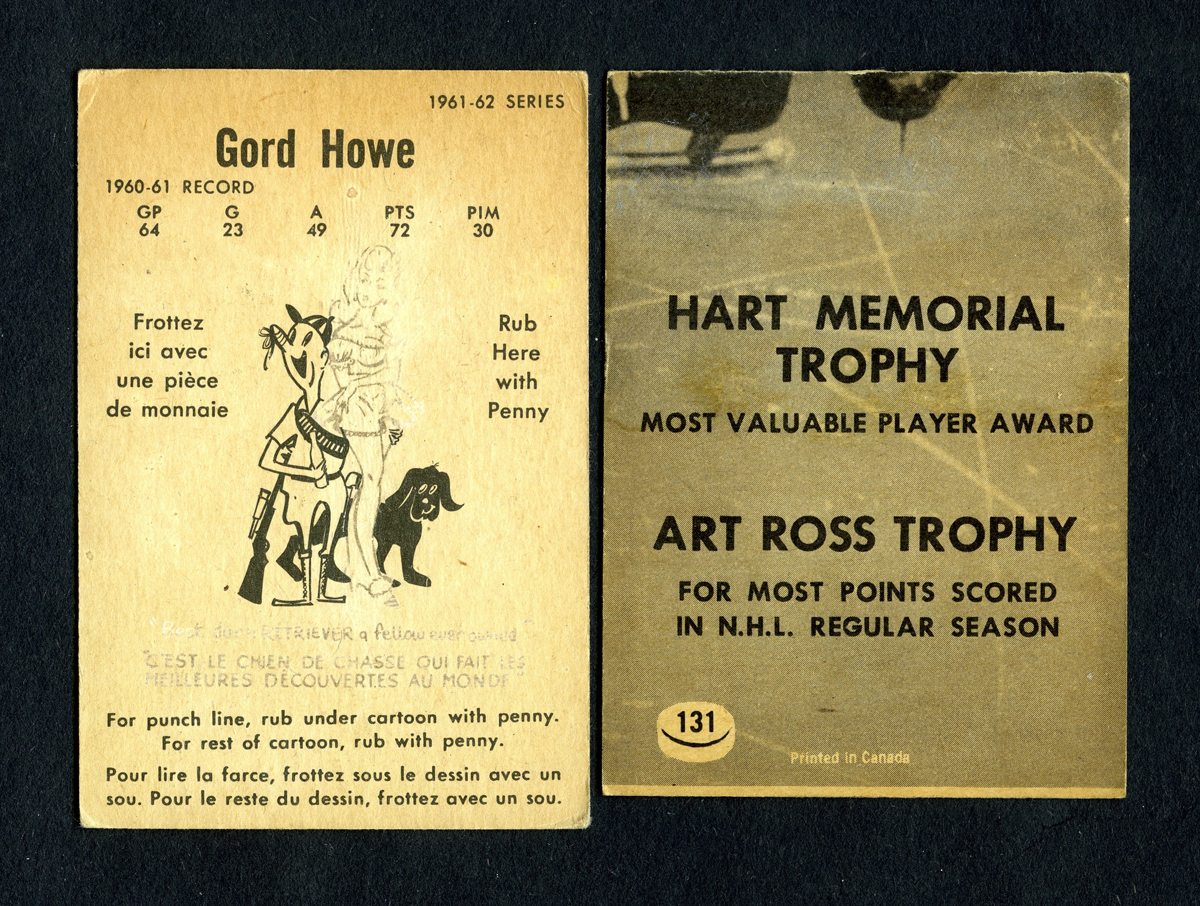 1961-62 SERIES
Gord Howe
1960-61 RECORD
GP G A PTS PIM
64 23 49 72 30
Frottez
ici avec
une pièce
de monnaie
Rub
Here
with
Penny
"Best durn RETRIEVER a fellow ever owned"
"C'EST LE CHIEN DE CHASSE QUI FAIT LES
MEILLEURES DÉCOUVERTES AU MONDE"
For punch line, rub under cartoon with penny.
For rest of cartoon, rub with penny.
Pour lire la farce, frottez sous le dessin avec un
sou. Pour le reste du dessin, frottez avec un sou.
HART MEMORIAL
TROPHY
MOST VALUABLE PLAYER AWARD
ART ROSS TROPHY
FOR MOST POINTS SCORED
IN N.H.L. REGULAR SEASON
131
Printed in Canada